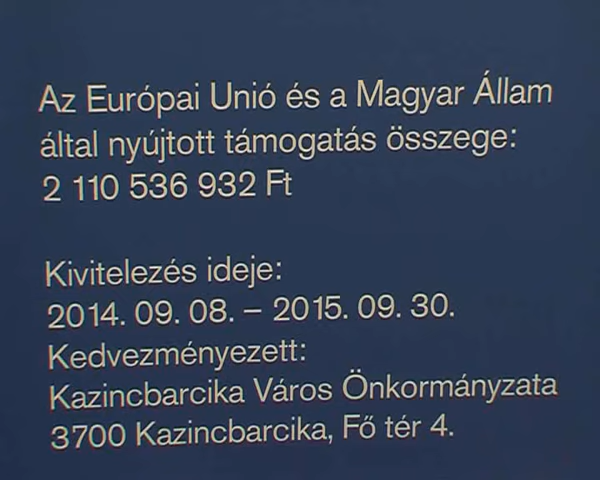 Az Európai Unió és a Magyar Állam
által nyújtott támogatás összege:
2 110 536 932 Ft
Kivitelezés ideje:
2014. 09. 08. – 2015. 09. 30.
Kedvezményezett:
Kazincbarcika Város Önkormányzata
3700 Kazincbarcika, Fő tér 4.